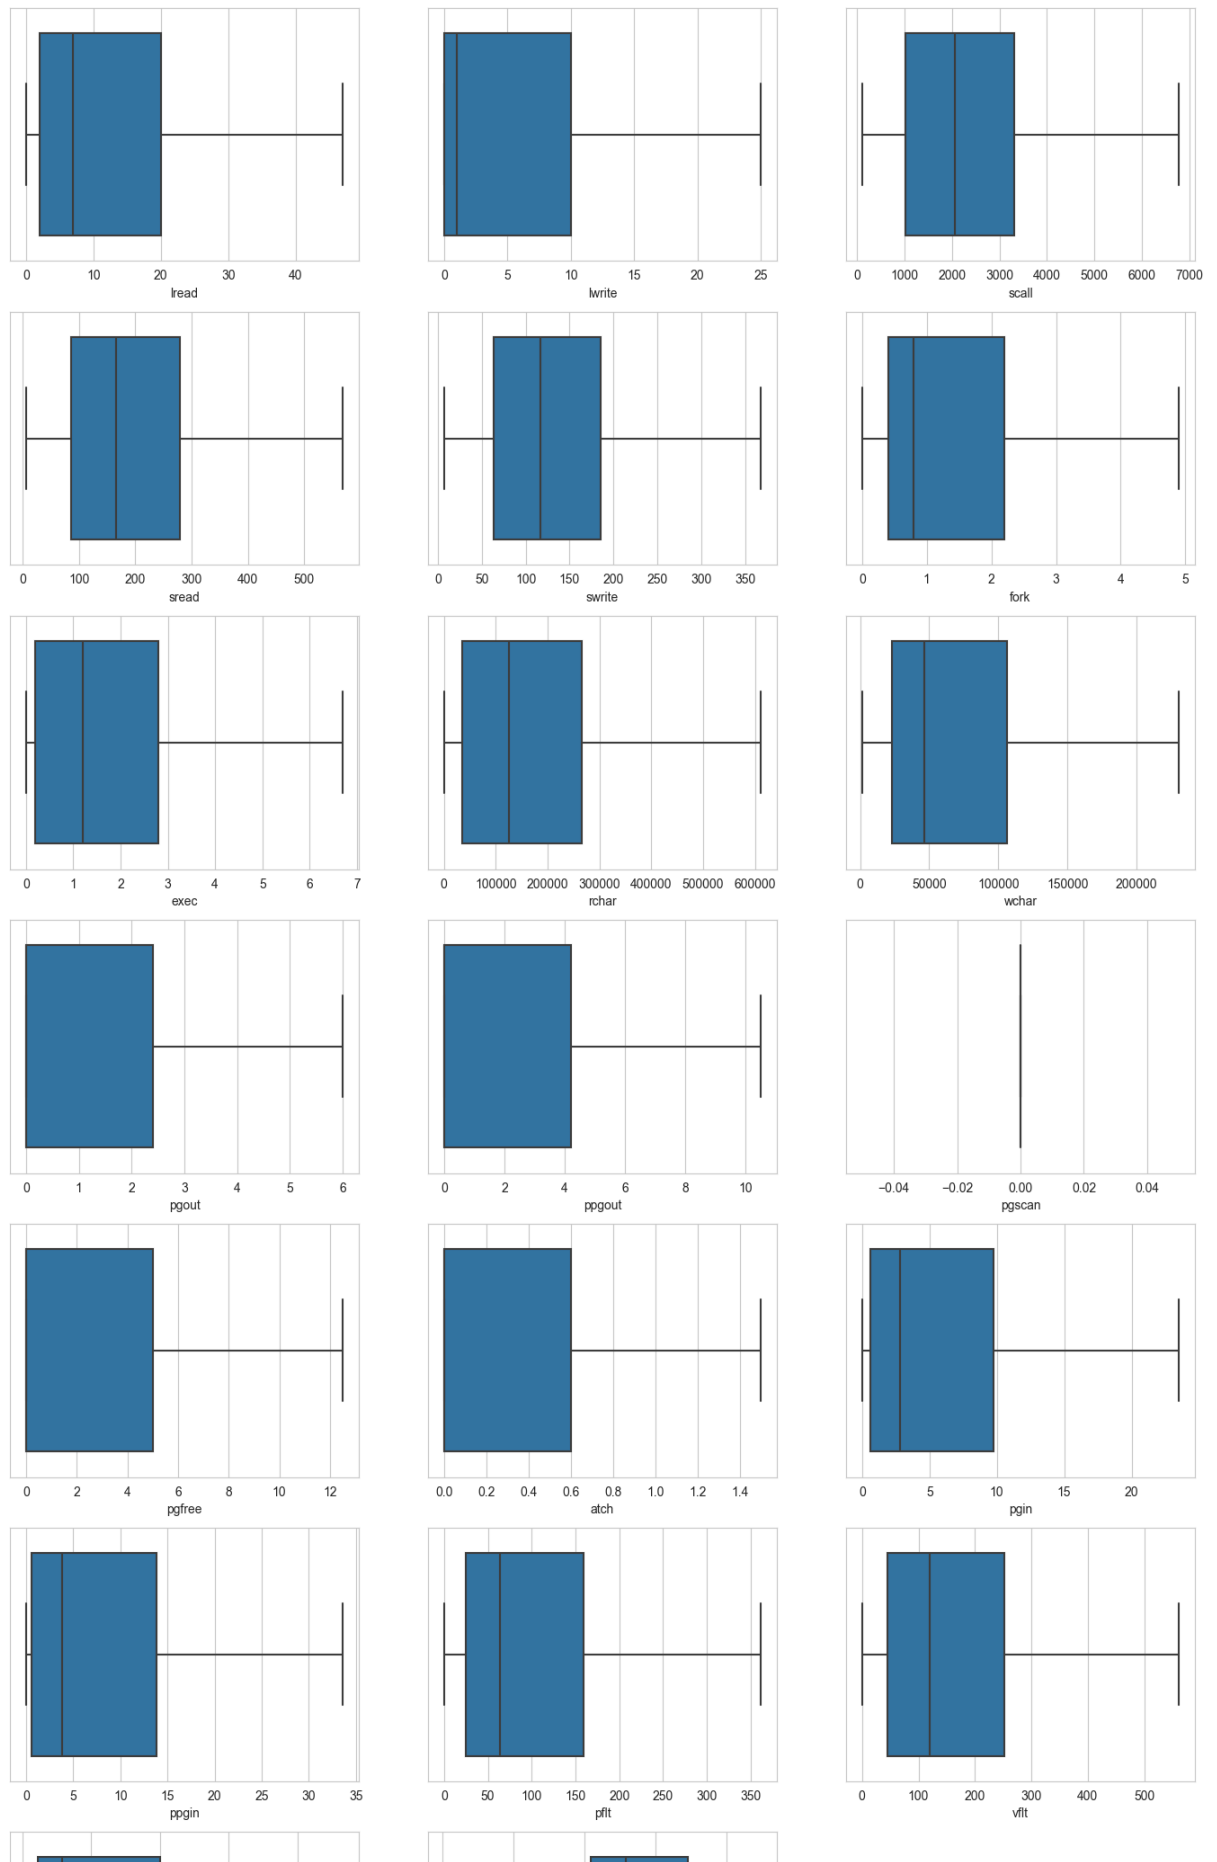 0 10 20 30 40
lread
0 5 10 15 20 25
lwrite
0 1000 2000 3000 4000 5000 6000 7000
scall
0 100 200 300 400 500
sread
0 50 100 150 200 250 300 350
swrite
0 1 2 3 4 5
fork
0 1 2 3 4 5 6 7
exec
0 100000 200000 300000 400000 500000 600000
rchar
0 50000 100000 150000 200000
wchar
0 1 2 3 4 5 6
pgout
0 2 4 6 8 10
ppgout
−0.04 −0.02 0.00 0.02 0.04
pgscan
0 2 4 6 8 10 12
pgfree
0.0 0.2 0.4 0.6 0.8 1.0 1.2 1.4
atch
0 5 10 15 20
pgin
0 5 10 15 20 25 30 35
ppgin
0 50 100 150 200 250 300 350
pflt
0 100 200 300 400 500
vflt